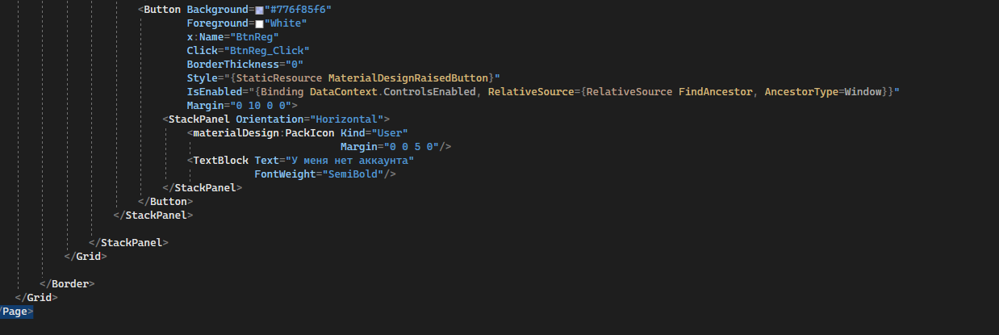 <Button Background="#776f85f6"
Foreground="White"
x:Name="BtnReg"
Click="BtnReg_Click"
BorderThickness="0"
Style="{StaticResource MaterialDesignRaisedButton}"
IsEnabled="{Binding DataContext.ControlsEnabled, RelativeSource={RelativeSource FindAncestor, AncestorType=Window}}"
Margin="0 10 0 0">
<StackPanel Orientation="Horizontal">
<materialDesign:PackIcon Kind="User"
Margin="0 0 5 0"/>
<TextBlock Text="У меня нет аккаунта"
FontWeight="SemiBold"/>
</StackPanel>
</Button>
</StackPanel>
</StackPanel>
</Grid>
</Border>
</Grid>
/Page>